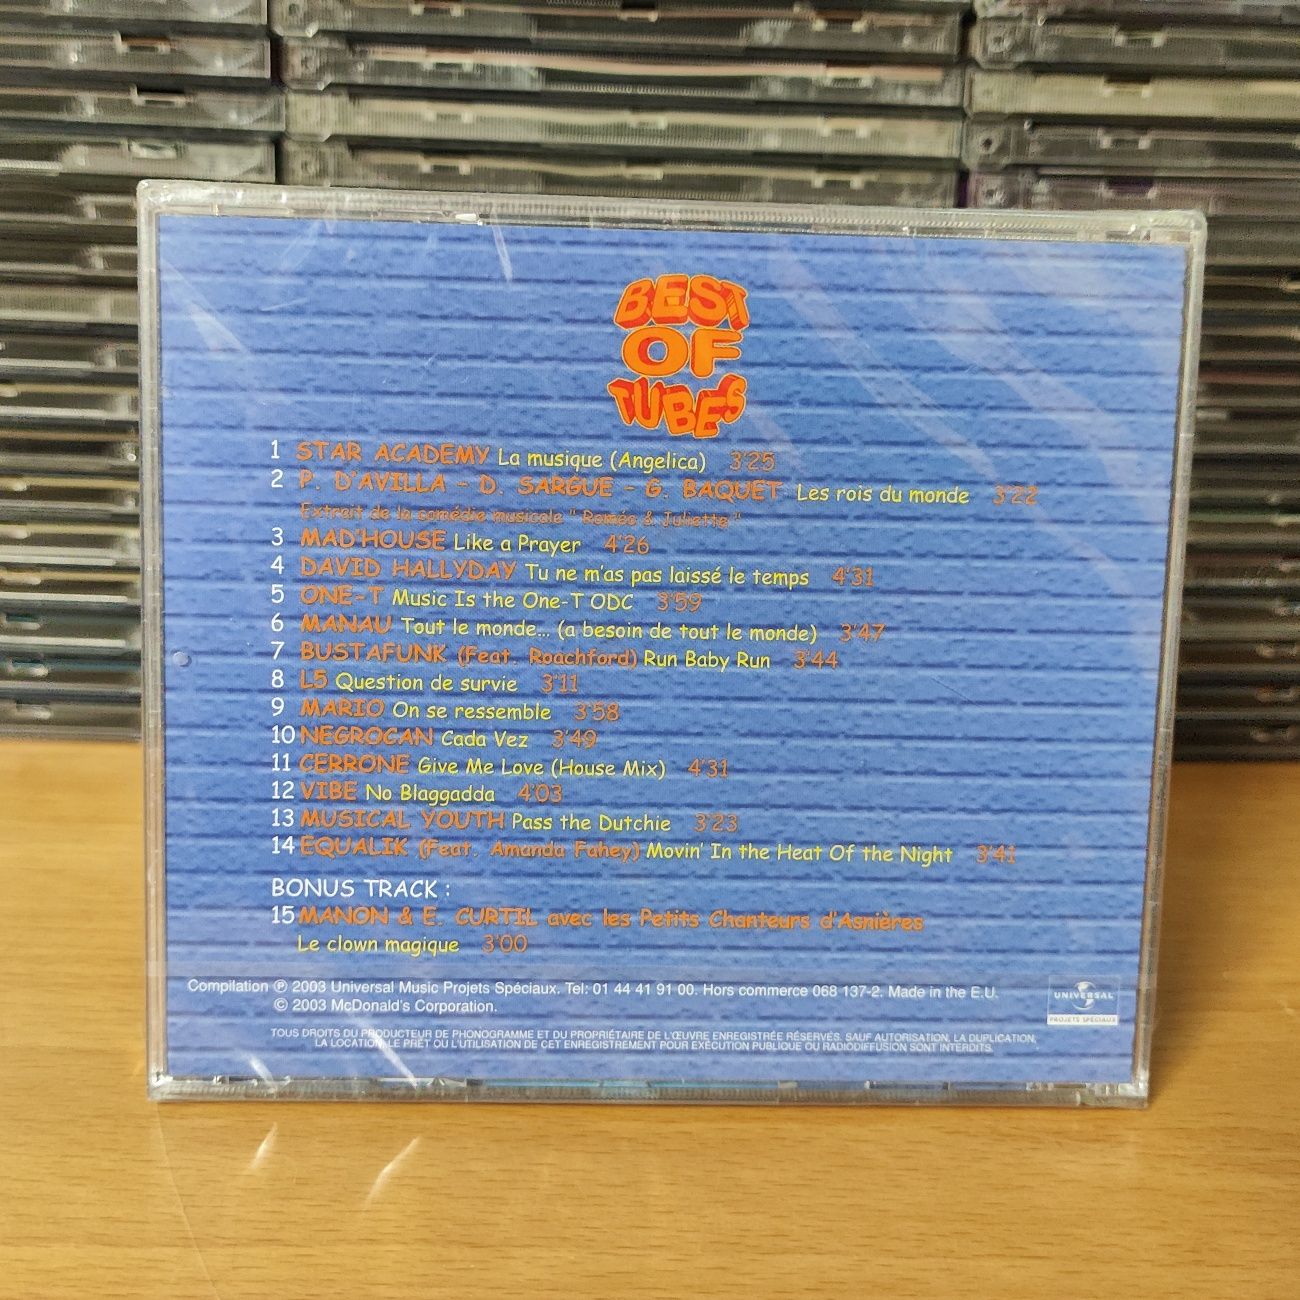 BEST
OF
TUBES
1 STAR ACADEMY La musique (Angelica) 3'25
2 P. D'AVILLA - D. SARGUE - G. BAQUET Les rois du monde 3'22
Extrait de la comédie musicale " Roméo & Juliette "
3 MAD'HOUSE Like a Prayer 4'26
4 DAVID HALLYDAY Tu ne m'as pas laissé le temps 4'31
5 ONE-T Music Is the One-T ODC 3'59
6 MANAU Tout le monde... (a besoin de tout le monde) 3'47
7 BUSTAFUNK (Feat. Roachford) Run Baby Run 3'44
8 L5 Question de survie 3'11
9 MARIO On se ressemble 3'58
10 NEGROCAN Cada Vez 3'49
11 CERRONE Give Me Love (House Mix) 4'31
12 VIBE No Blaggadda 4'03
13 MUSICAL YOUTH Pass the Dutchie 3'23
14 EQUALIK (Feat. Amanda Fahey) Movin' In the Heat Of the Night 3'41
BONUS TRACK :
15 MANON & E. CURTIL avec les Petits Chanteurs d'Asnières
Le clown magique 3'00
Compilation ℗ 2003 Universal Music Projets Spéciaux. Tel: 01 44 41 91 00. Hors commerce 068 137-2. Made in the E.U.
© 2003 McDonald's Corporation.
UNIVERSAL
PROJETS SPÉCIAUX
TOUS DROITS DU PRODUCTEUR DE PHONOGRAMME ET DU PROPRIÉTAIRE DE L'ŒUVRE ENREGISTRÉE RÉSERVÉS. SAUF AUTORISATION, LA DUPLICATION,
LA LOCATION, LE PRÊT OU L'UTILISATION DE CET ENREGISTREMENT POUR EXÉCUTION PUBLIQUE OU RADIODIFFUSION SONT INTERDITS.